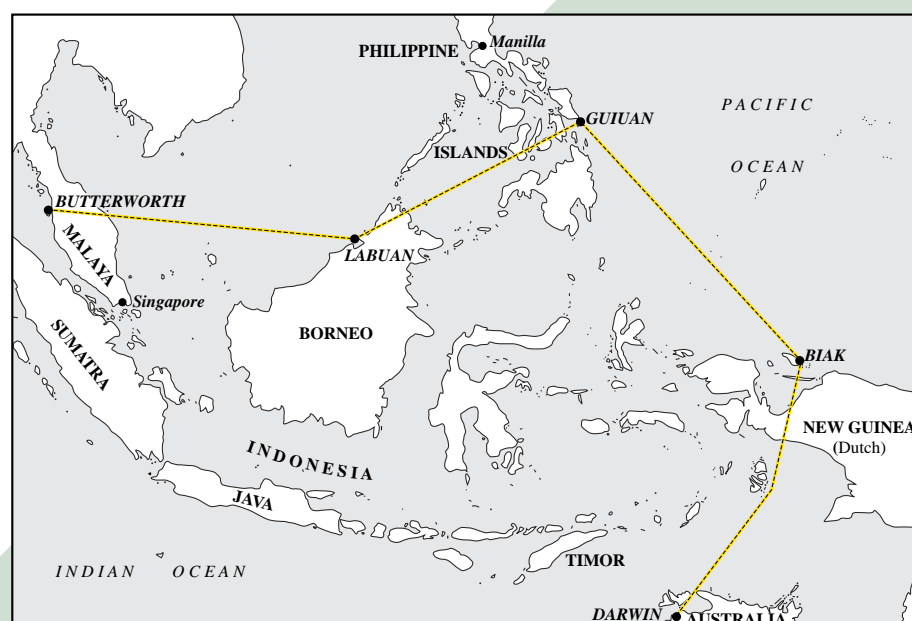 Manilla
PHILIPPINE
PACIFIC
GUIUAN
ISLANDS
OCEAN
BUTTERWORTH
MALAYA
LABUAN
Singapore
BORNEO
SUMATRA
BIAK
NEW GUINEA
(Dutch)
INDONESIA
JAVA
TIMOR
INDIAN OCEAN
DARWIN
AUSTRALIA